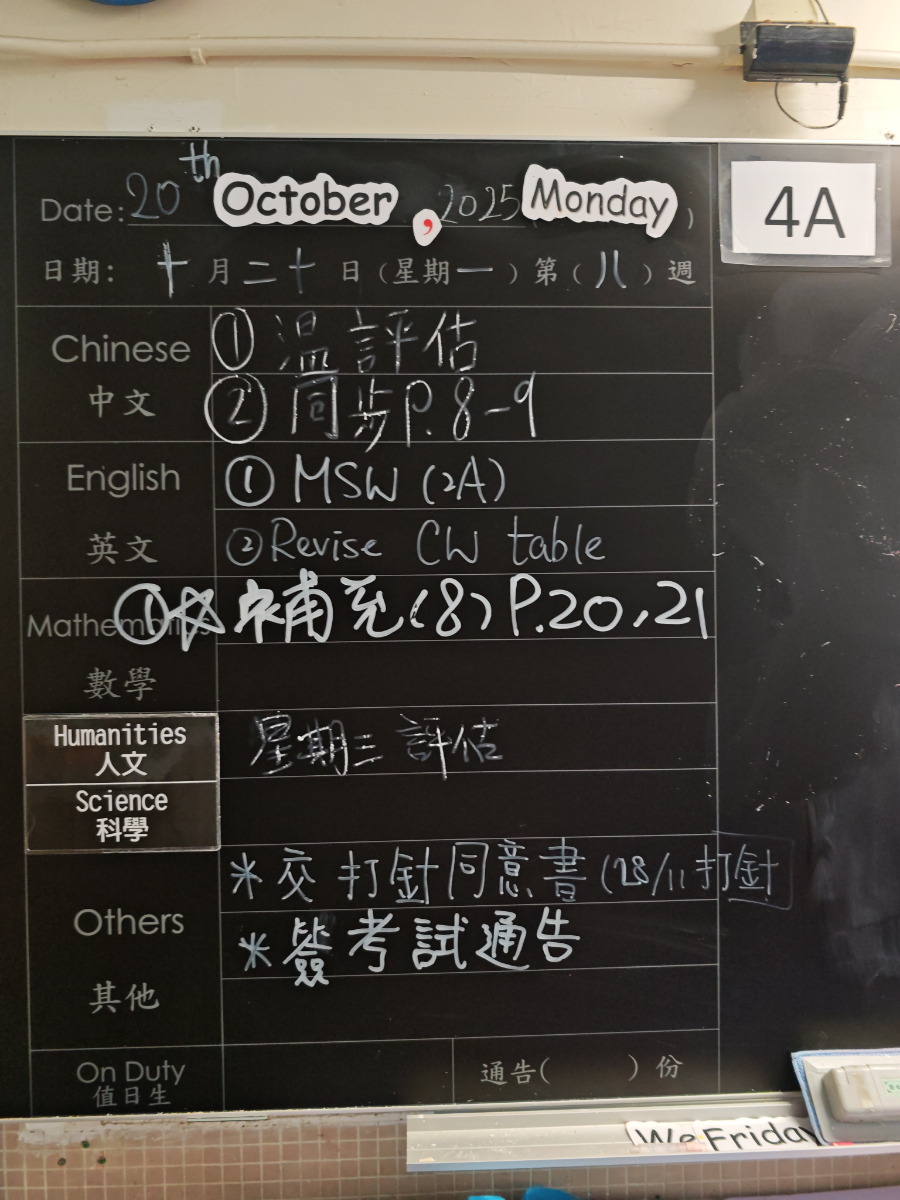 Date: 20th October, 2025 (Monday)
4A
日期: 十月二十日(星期一)第(八)週
Chinese ① 溫評估
中文 ② 同步P.8-9
English ① MSW (2A)
英文 ② Revise CW table
Mathematics ①☆補充(8)P.20,21
數學
Humanities 星期三評估
人文
Science
科學
*交打針同意書(28/11打針
Others *簽考試通告
其他
On Duty 通告( )份
值日生
We Friday